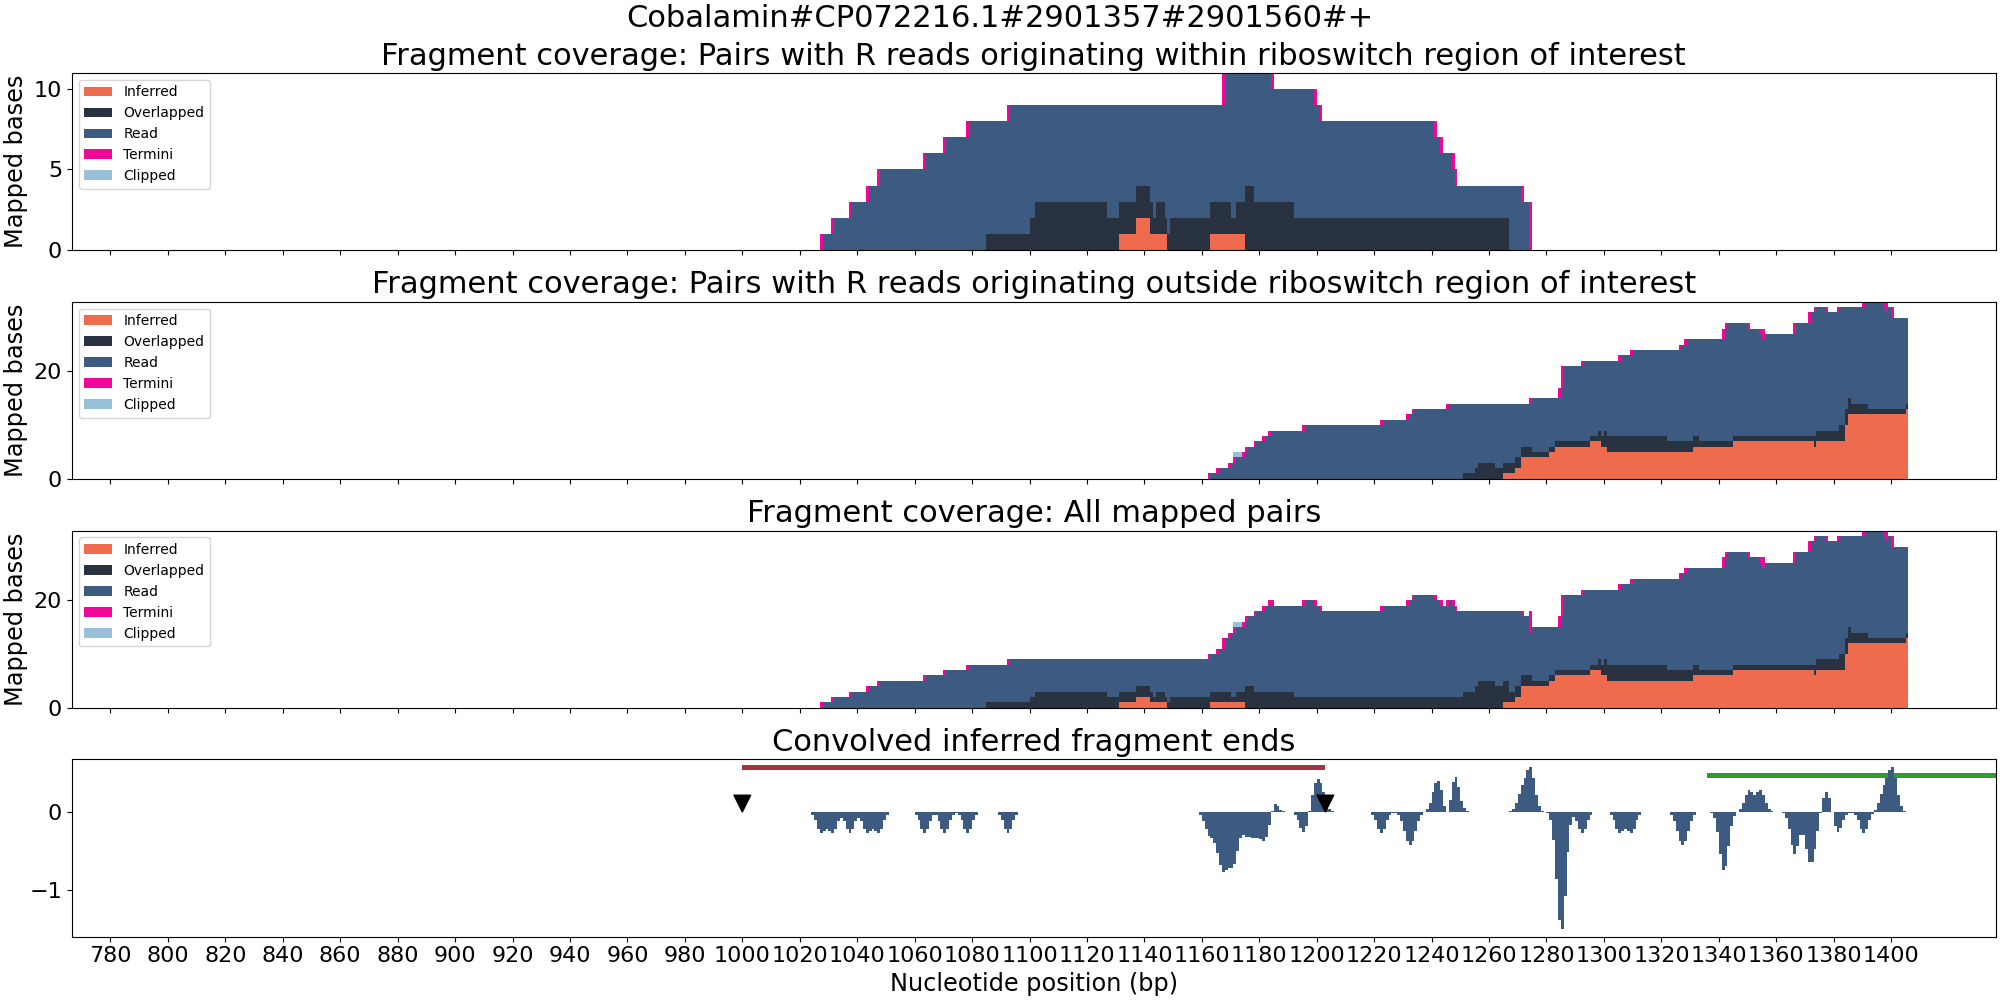 Cobalamin#CP072216.1#2901357#2901560#+
Fragment coverage: Pairs with R reads originating within riboswitch region of interest
Mapped bases
10
5
0
Inferred
Overlapped
Read
Termini
Clipped
Fragment coverage: Pairs with R reads originating outside riboswitch region of interest
Mapped bases
20
0
Inferred
Overlapped
Read
Termini
Clipped
Fragment coverage: All mapped pairs
Mapped bases
20
0
Inferred
Overlapped
Read
Termini
Clipped
Convolved inferred fragment ends
0
−1
780 800 820 840 860 880 900 920 940 960 980 1000 1020 1040 1060 1080 1100 1120 1140 1160 1180 1200 1220 1240 1260 1280 1300 1320 1340 1360 1380 1400
Nucleotide position (bp)